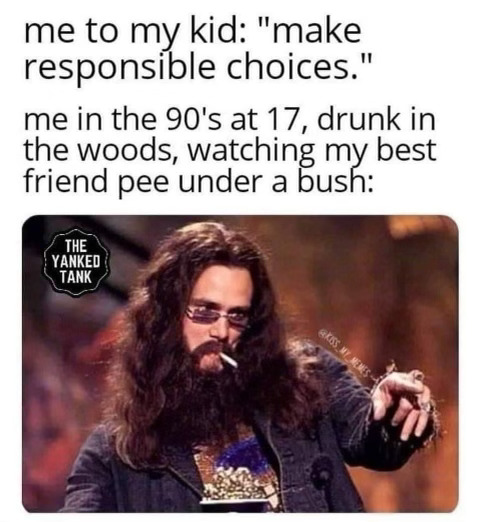 me to my kid: "make
responsible choices."
me in the 90's at 17, drunk in
the woods, watching my best
friend pee under a bush:
THE
YANKED
TANK
@KISS_MY_MEMES